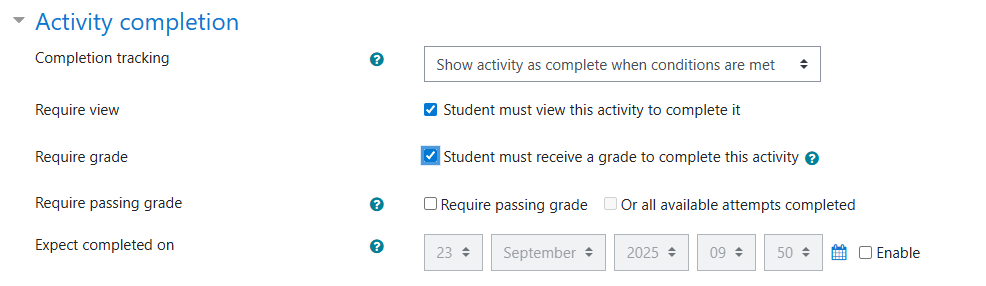 Activity completion
Completion tracking ? Show activity as complete when conditions are met
Require view Student must view this activity to complete it
Require grade Student must receive a grade to complete this activity ?
Require passing grade ? Require passing grade Or all available attempts completed
Expect completed on ? 23 September 2025 09 50 Enable